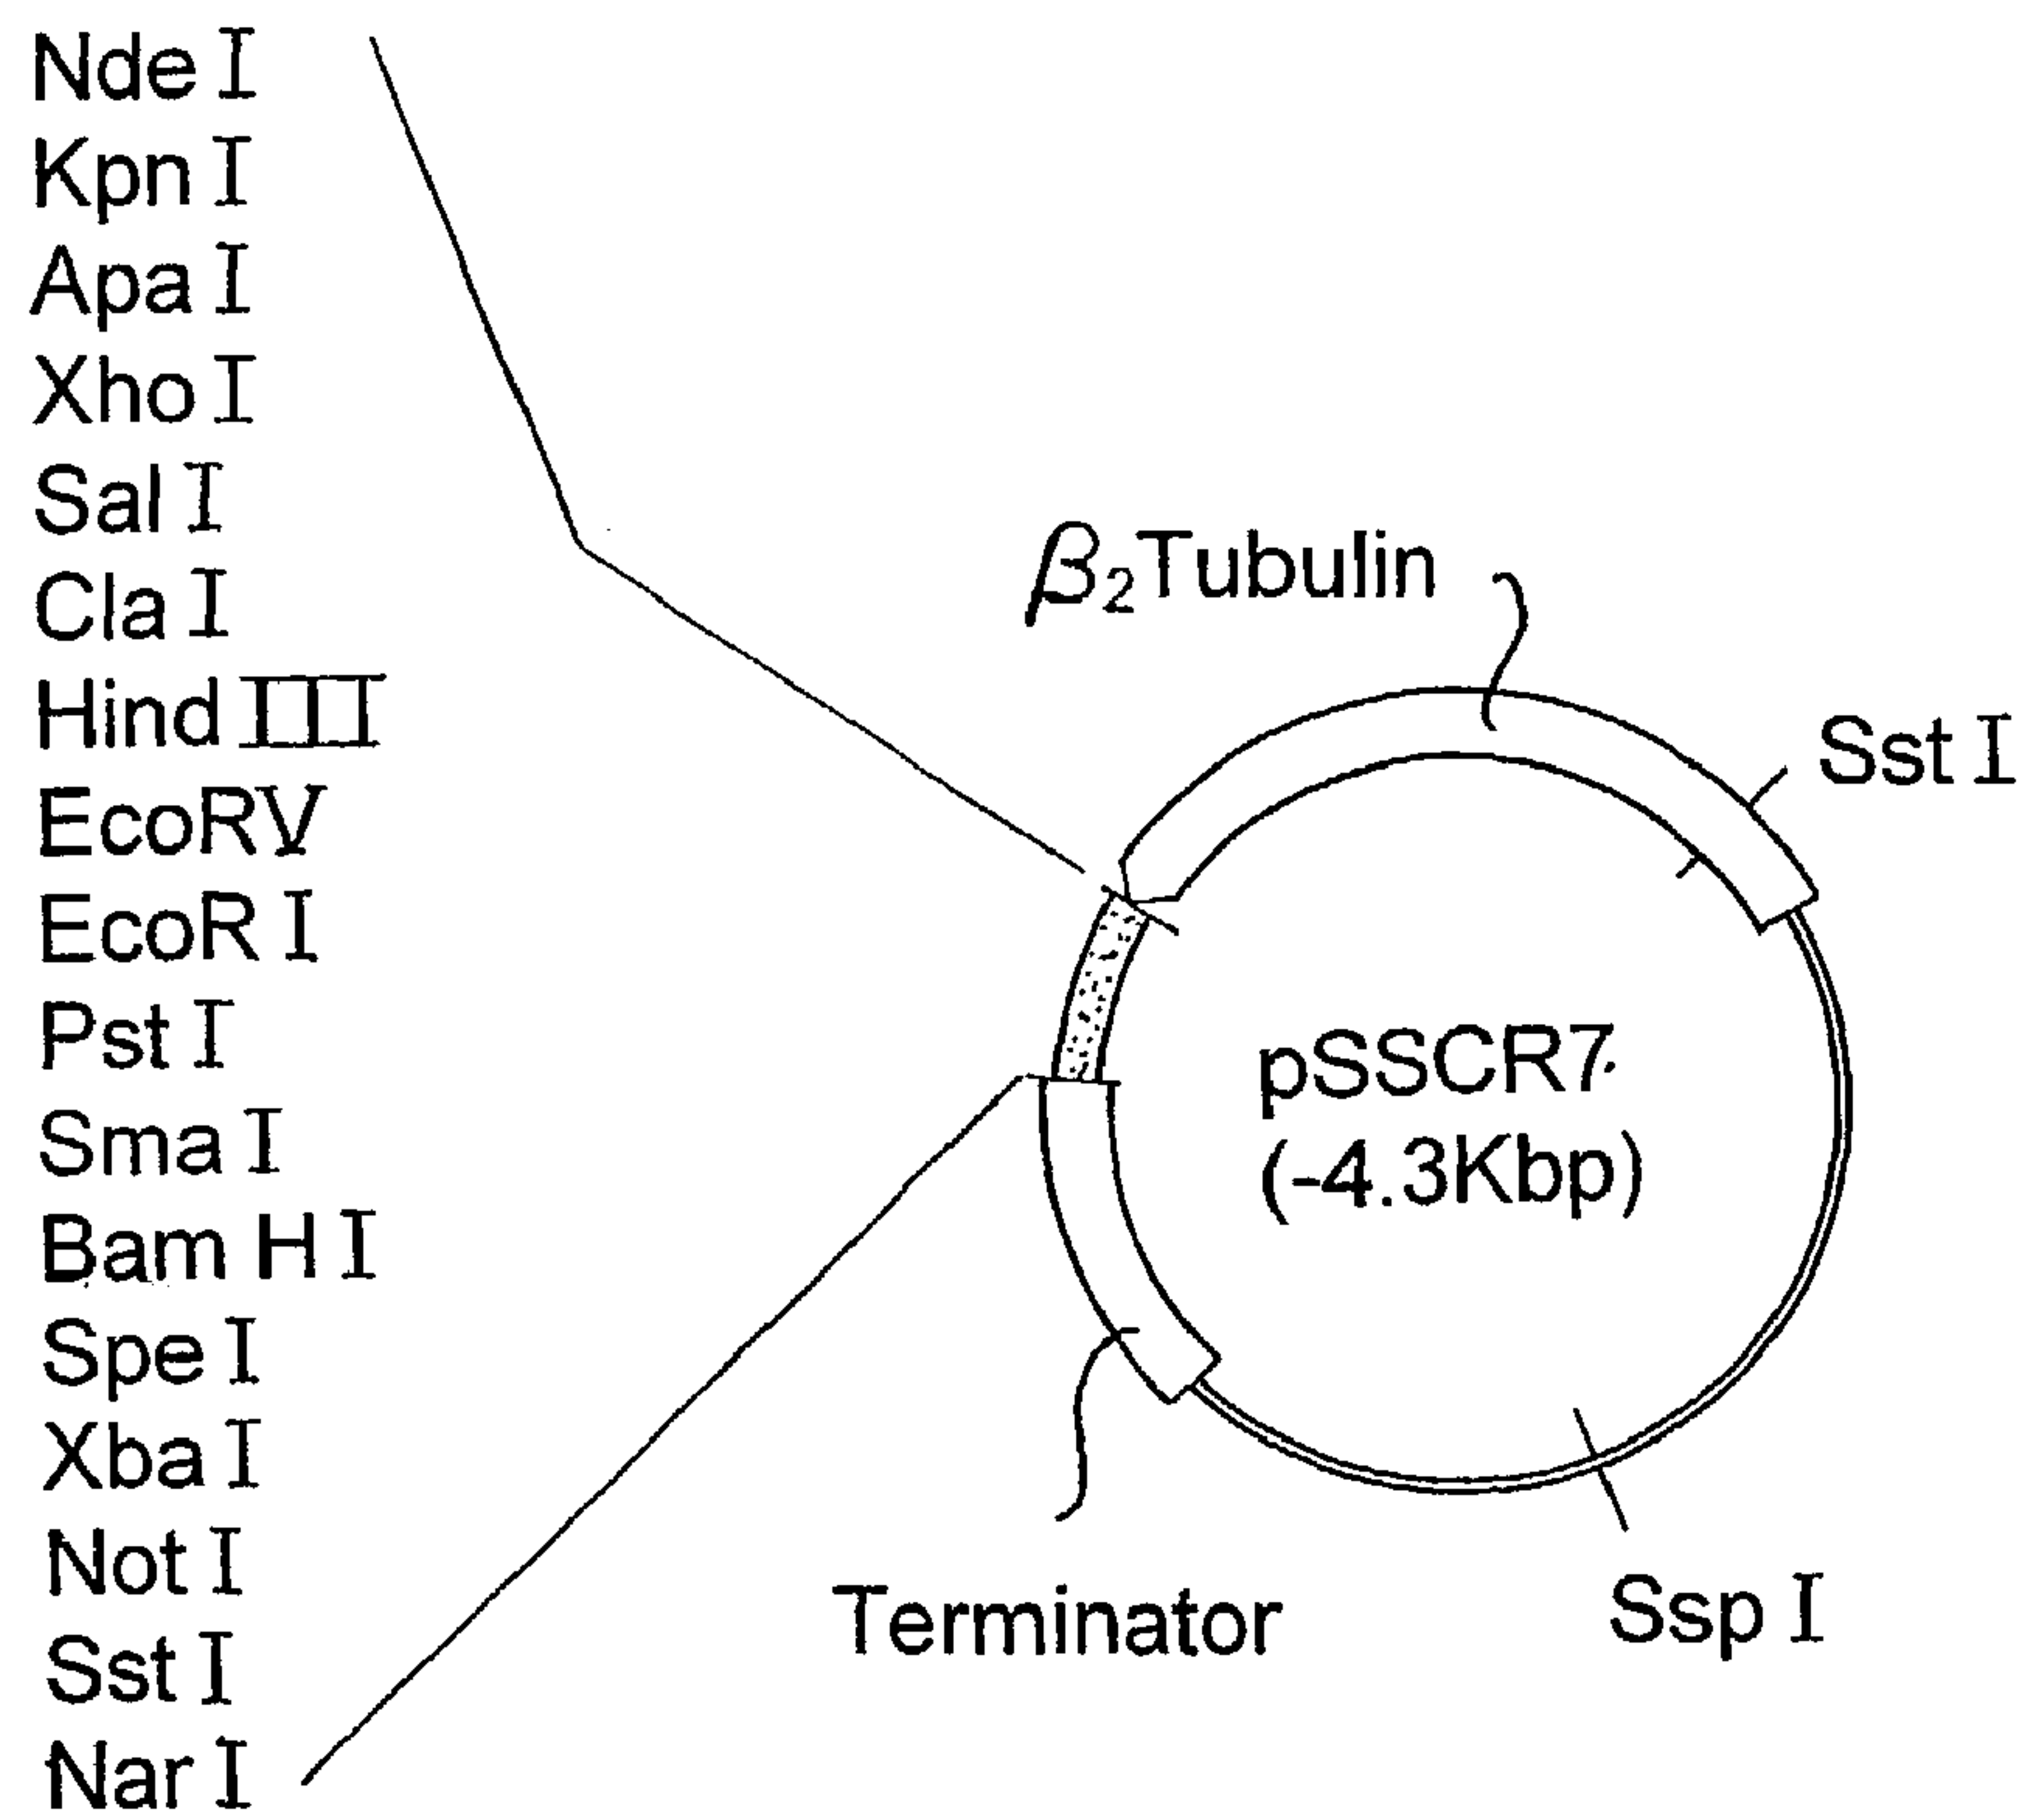 Nde I
Kpn I
Apa I
Xho I
Sal I
Cla I
Hind III
EcoRV
EcoR I
Pst I
Sma I
Bam H I
Spe I
Xba I
Not I
Sst I
Nar I
β₂Tubulin
Sst I
pSSCR7
(-4.3Kbp)
Terminator
Ssp I